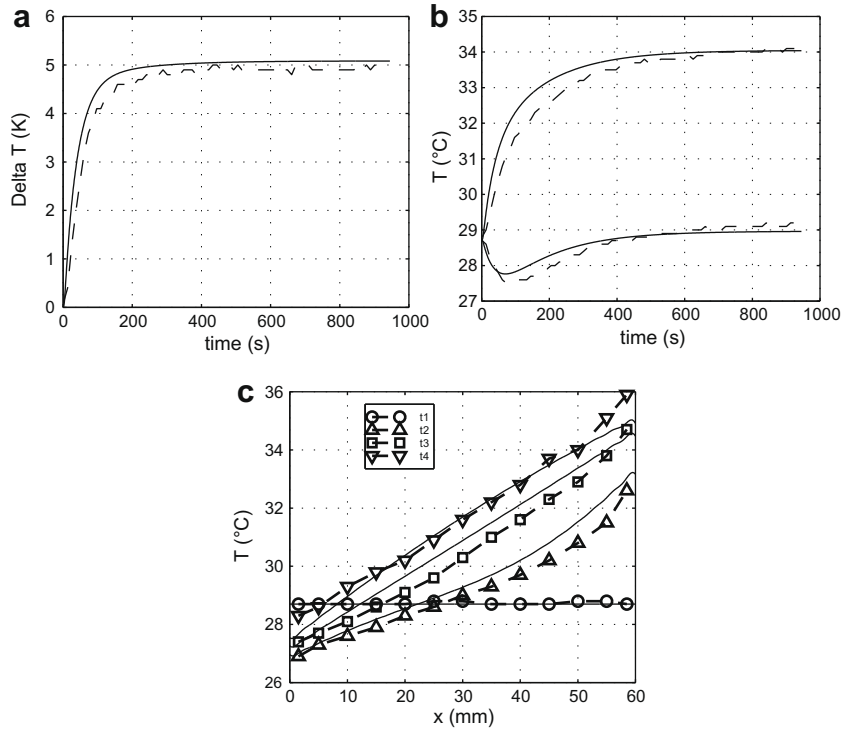 a
6
5
4
3
2
1
0
Delta T (K)
0 200 400 600 800 1000
time (s)
b
35
34
33
32
31
30
29
28
27
T (°C)
0 200 400 600 800 1000
time (s)
c
36
34
32
30
28
26
T (°C)
t1
t2
t3
t4
0 10 20 30 40 50 60
x (mm)